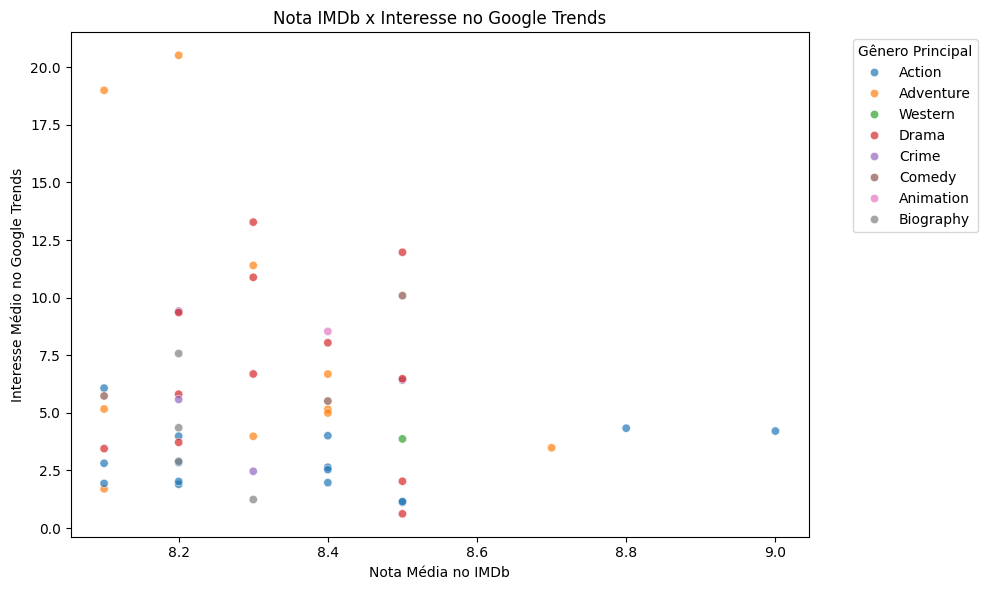 Nota IMDb x Interesse no Google Trends
Interesse Médio no Google Trends
20.0
17.5
15.0
12.5
10.0
7.5
5.0
2.5
0.0
8.2
8.4
8.6
8.8
9.0
Nota Média no IMDb
Gênero Principal
Action
Adventure
Western
Drama
Crime
Comedy
Animation
Biography